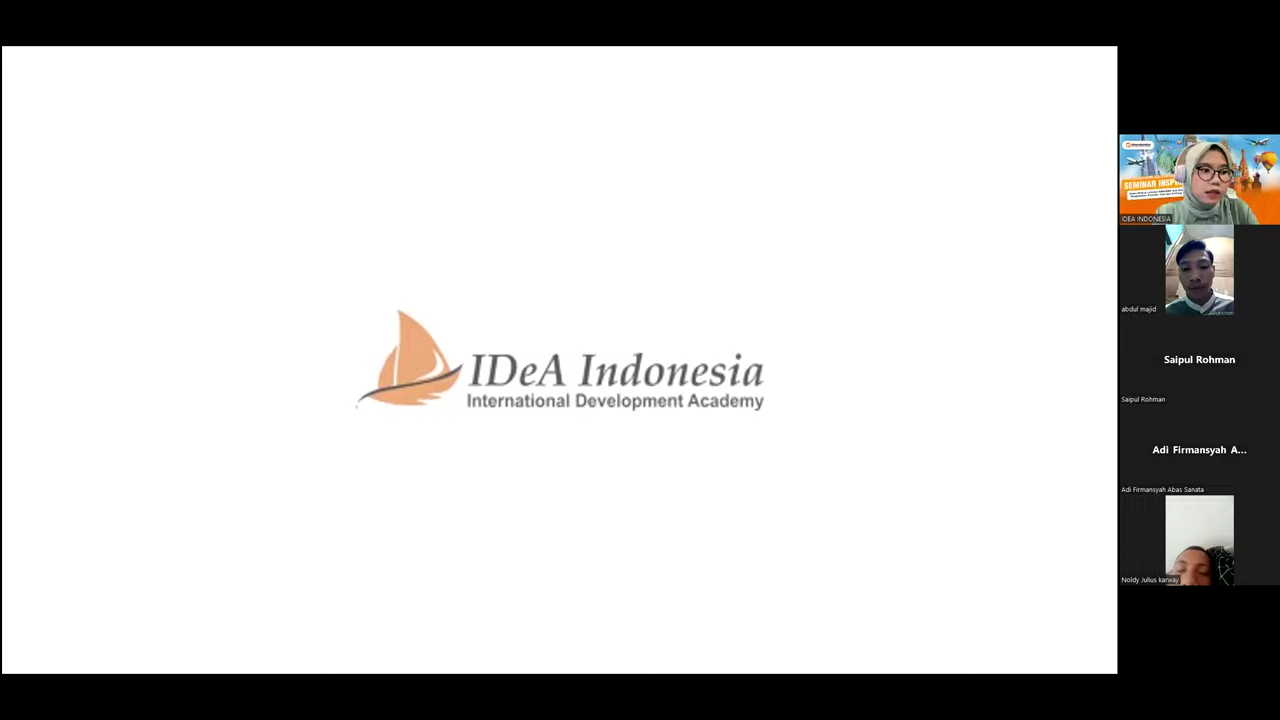 IDeA Indonesia
International Development Academy
SEMINAR INSPI
IDEA INDONESIA
abdul majid
Saipul Rohman
Saipul Rohman
Adi Firmansyah A...
Adi Firmansyah Abas Sanata
Noldy Julius karway